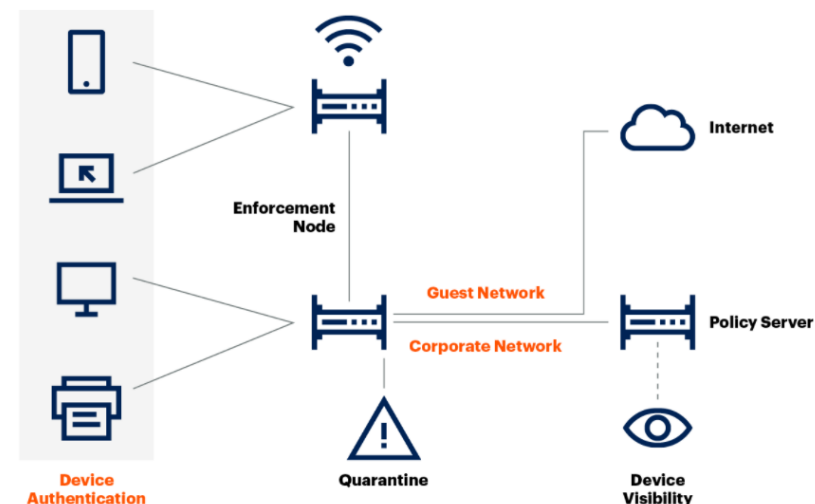 Internet
Enforcement
Node
Guest Network
Policy Server
Corporate Network
Quarantine
Device
Authentication
Device
Visibility